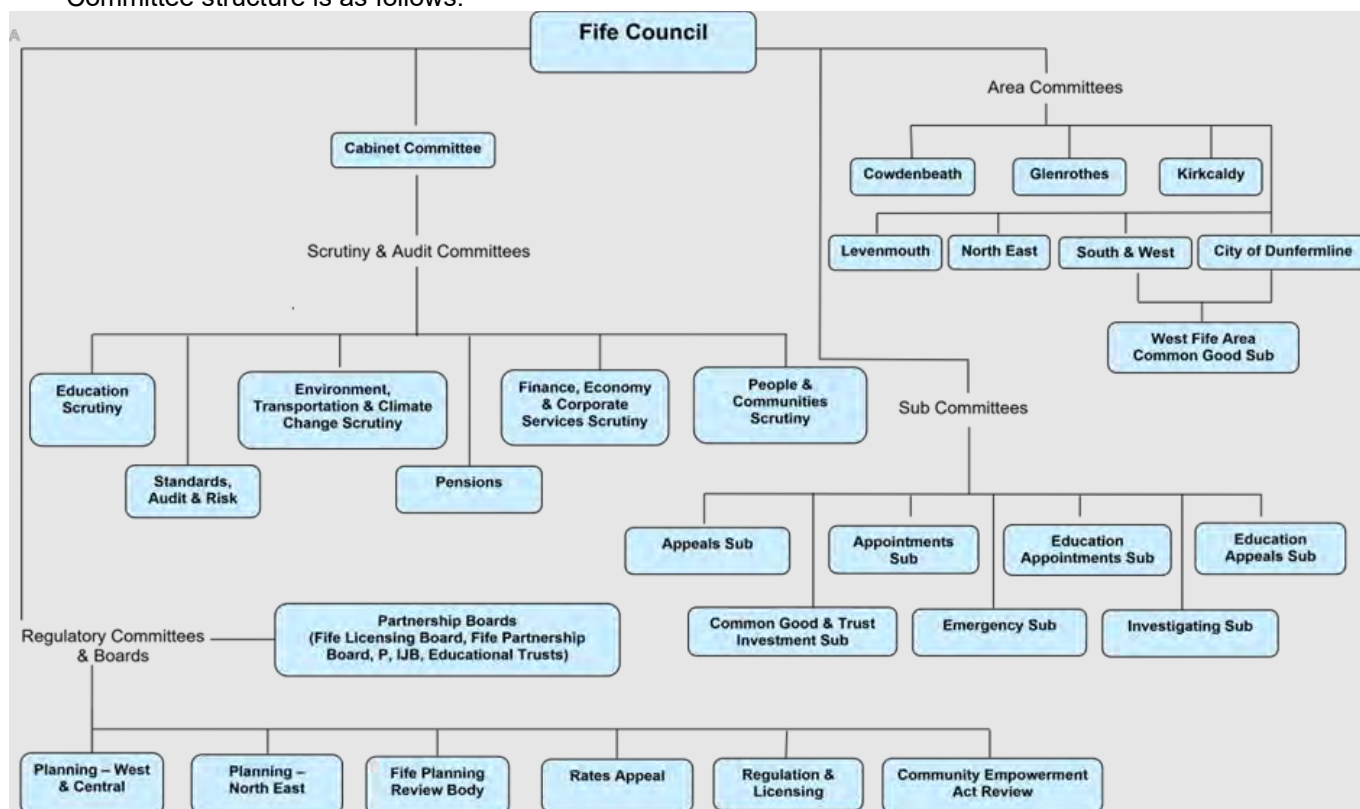 Committee structure is as follows:
Fife Council
Area Committees
Cabinet Committee
Cowdenbeath
Glenrothes
Kirkcaldy
Scrutiny & Audit Committees
Levenmouth
North East
South & West
City of Dunfermline
West Fife Area
Common Good Sub
Education
Scrutiny
Environment,
Transportation & Climate
Change Scrutiny
Finance, Economy
& Corporate
Services Scrutiny
People &
Communities
Scrutiny
Sub Committees
Standards,
Audit & Risk
Pensions
Appeals Sub
Appointments
Sub
Education
Appointments Sub
Education
Appeals Sub
Common Good & Trust
Investment Sub
Emergency Sub
Investigating Sub
Regulatory Committees
& Boards
Partnership Boards
(Fife Licensing Board, Fife Partnership
Board, P, IJB, Educational Trusts)
Planning – West
& Central
Planning –
North East
Fife Planning
Review Body
Rates Appeal
Regulation &
Licensing
Community Empowerment
Act Review